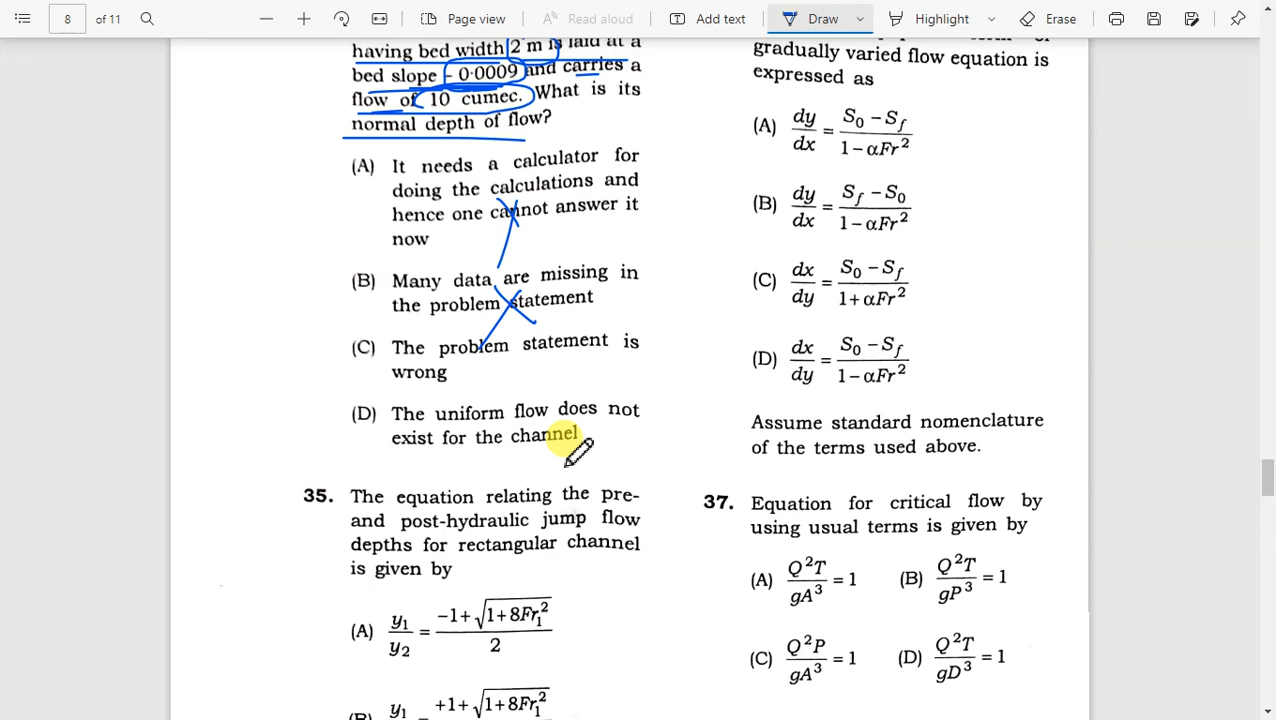 8
of 11
Page view
Read aloud
Add text
Draw
Highlight
Erase
having bed width 2 m is laid at a
bed slope - 0·0009 and carries a
flow of 10 cumec. What is its
normal depth of flow?
(A) It needs a calculator for
doing the calculations and
hence one cannot answer it
now
(B) Many data are missing in
the problem statement
(C) The problem statement is
wrong
(D) The uniform flow does not
exist for the channel
35. The equation relating the pre-
and post-hydraulic jump flow
depths for rectangular channel
is given by
(A) y₁/y₂ = (-1+√(1+8Fr₁²))/2
y₁ +1+√(1+8Fr₁²)
gradually varied flow equation is
expressed as
(A) dy/dx = (S₀ – S_f)/(1 – αFr²)
(B) dy/dx = (S_f – S₀)/(1 – αFr²)
(C) dx/dy = (S₀ – S_f)/(1 + αFr²)
(D) dx/dy = (S₀ – S_f)/(1 – αFr²)
Assume standard nomenclature
of the terms used above.
37. Equation for critical flow by
using usual terms is given by
(A) Q²T/gA³ = 1 (B) Q²T/gP³ = 1
(C) Q²P/gA³ = 1 (D) Q²T/gD³ = 1